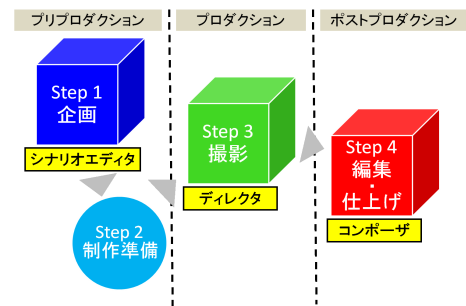 プリプロダクション
プロダクション
ポストプロダクション
Step 1
企画
シナリオエディタ
Step 2
制作準備
Step 3
撮影
ディレクタ
Step 4
編集
・
仕上げ
コンポーザ